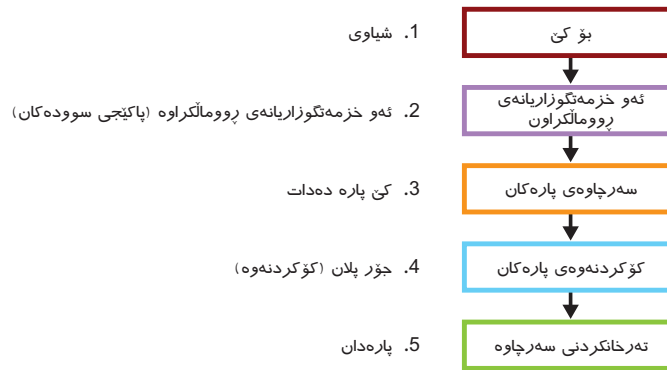 بۆ کێ
1. شیاوی
ئەو خزمەتگوزاریانەی
ڕووماڵکراون
2. ئەو خزمەتگوزاریانەی ڕووماڵکراوە (پاکێجی سوودەکان)
سەرچاوەی پارەکان
3. کێ پارە دەدات
کۆکردنەوەی پارەکان
4. جۆر پلان (کۆکردنەوە)
تەرخانکردنی سەرچاوە
5. پارەدان